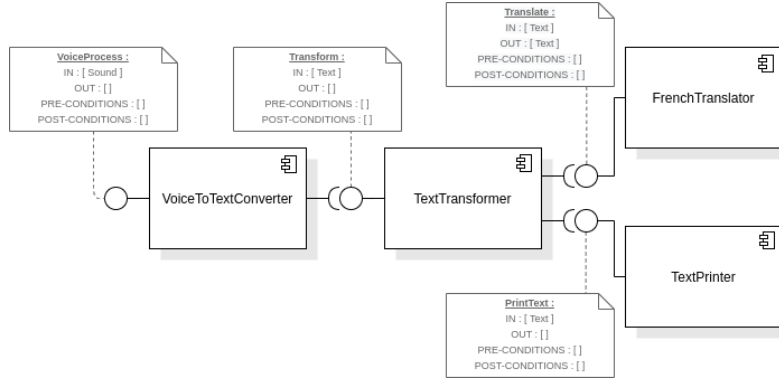 Translate :
IN : [ Text ]
OUT : [ Text ]
PRE-CONDITIONS : [ ]
POST-CONDITIONS : [ ]
VoiceProcess :
IN : [ Sound ]
OUT : [ ]
PRE-CONDITIONS : [ ]
POST-CONDITIONS : [ ]
Transform :
IN : [ Text ]
OUT : [ ]
PRE-CONDITIONS : [ ]
POST-CONDITIONS : [ ]
FrenchTranslator
VoiceToTextConverter
TextTransformer
TextPrinter
PrintText :
IN : [ Text ]
OUT : [ ]
PRE-CONDITIONS : [ ]
POST-CONDITIONS : [ ]